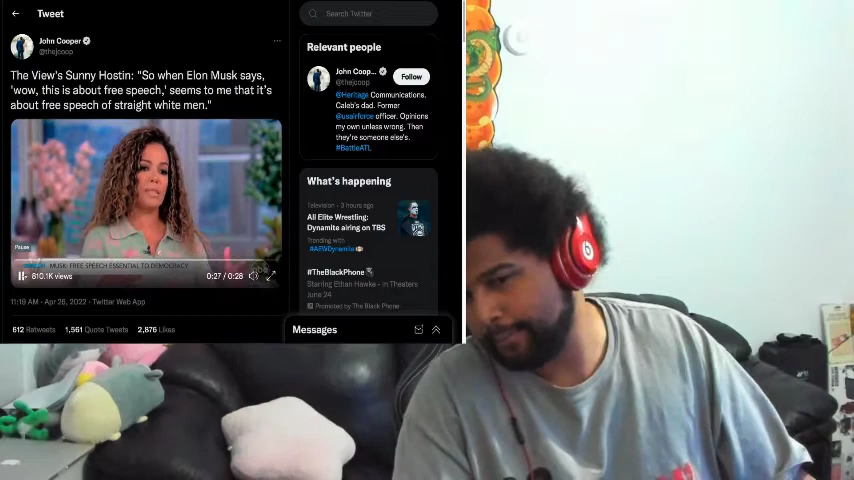 Tweet
Search Twitter
John Cooper
@thejcoop
The View's Sunny Hostin: "So when Elon Musk says,
'wow, this is about free speech,' seems to me that it's
about free speech of straight white men."
Pause
MUSK: FREE SPEECH ESSENTIAL TO DEMOCRACY
810.1K views
0:27 / 0:28
11:19 AM · Apr 26, 2022 · Twitter Web App
612 Retweets 1,561 Quote Tweets 2,876 Likes
Relevant people
John Coop...
@thejcoop
Follow
@Heritage Communications.
Caleb's dad. Former
@usairforce officer. Opinions
my own unless wrong. Then
they're someone else's.
#BattleATL
What's happening
Television · 3 hours ago
All Elite Wrestling:
Dynamite airing on TBS
Trending with
#AEWDynamite
#TheBlackPhone
Starring Ethan Hawke - in Theaters
June 24
Promoted by The Black Phone
Messages